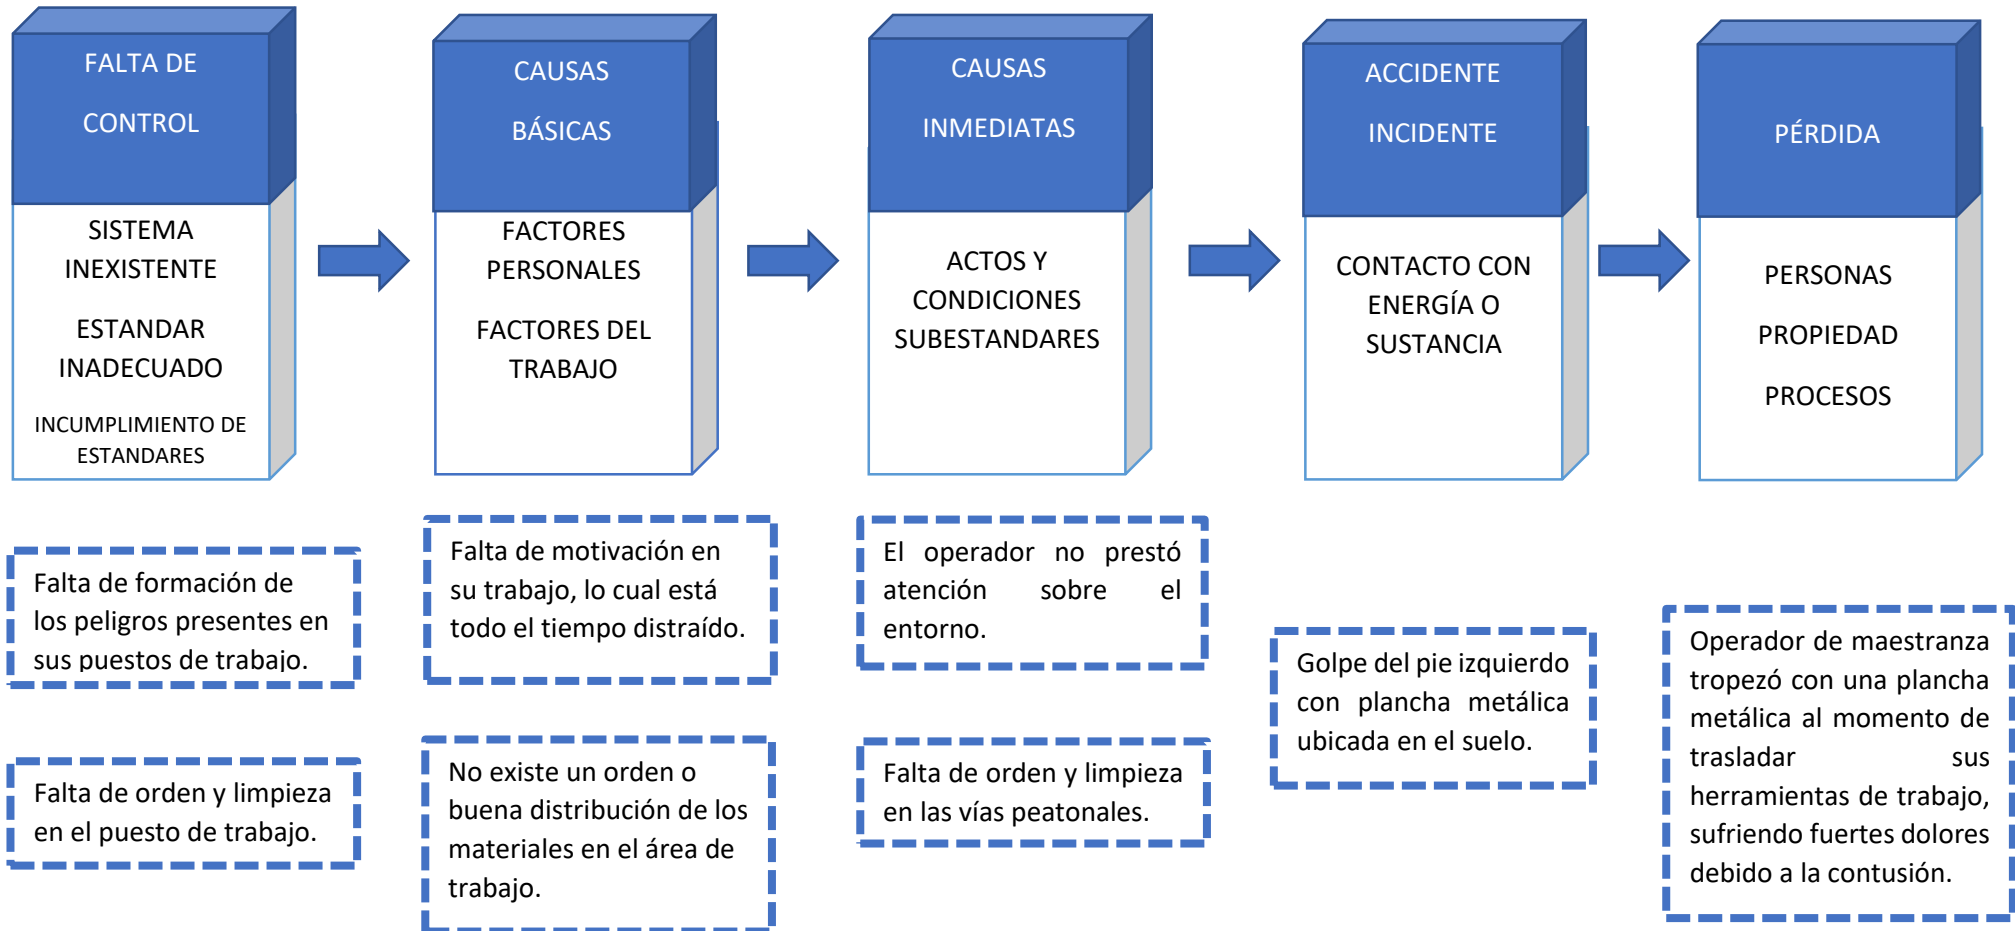 FALTA DE
CONTROL
SISTEMA
INEXISTENTE
ESTANDAR
INADECUADO
INCUMPLIMIENTO DE
ESTANDARES
CAUSAS
BÁSICAS
FACTORES
PERSONALES
FACTORES DEL
TRABAJO
CAUSAS
INMEDIATAS
ACTOS Y
CONDICIONES
SUBESTANDARES
ACCIDENTE
INCIDENTE
CONTACTO CON
ENERGÍA O
SUSTANCIA
PÉRDIDA
PERSONAS
PROPIEDAD
PROCESOS
Falta de formación de
los peligros presentes en
sus puestos de trabajo.
Falta de orden y limpieza
en el puesto de trabajo.
Falta de motivación en
su trabajo, lo cual está
todo el tiempo distraído.
No existe un orden o
buena distribución de los
materiales en el área de
trabajo.
El operador no prestó
atención sobre el
entorno.
Falta de orden y limpieza
en las vías peatonales.
Golpe del pie izquierdo
con plancha metálica
ubicada en el suelo.
Operador de maestranza
tropezó con una plancha
metálica al momento de
trasladar sus
herramientas de trabajo,
sufriendo fuertes dolores
debido a la contusión.